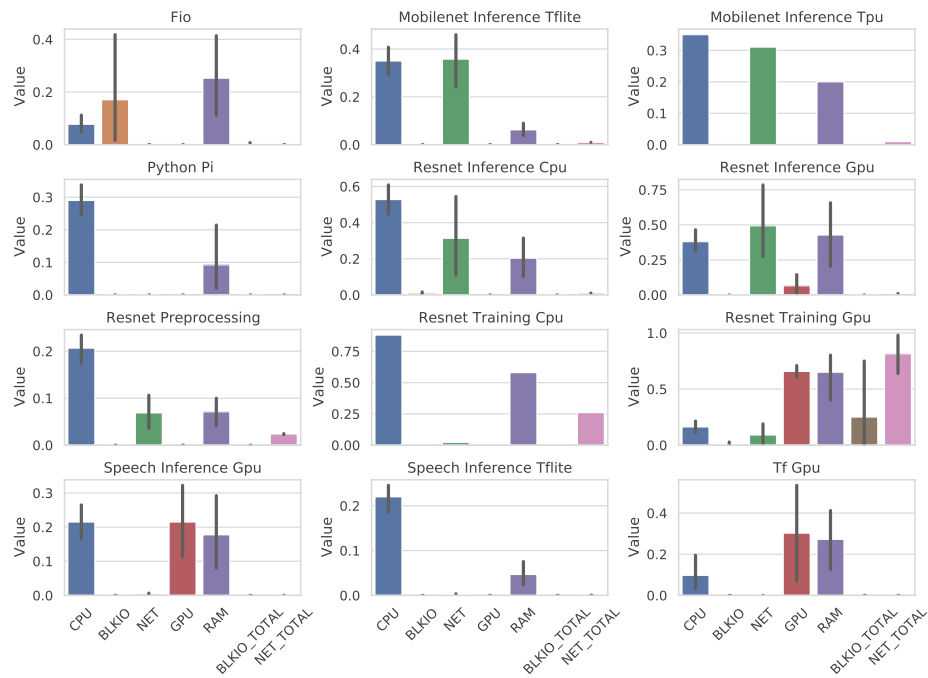 Fio
Mobilenet Inference Tflite
Mobilenet Inference Tpu
Value
0.4
0.2
0.0
Value
0.4
0.2
0.0
Value
0.3
0.2
0.1
0.0
Python Pi
Resnet Inference Cpu
Resnet Inference Gpu
Value
0.3
0.2
0.1
0.0
Value
0.6
0.4
0.2
0.0
Value
0.75
0.50
0.25
0.00
Resnet Preprocessing
Resnet Training Cpu
Resnet Training Gpu
Value
0.2
0.1
0.0
Value
0.75
0.50
0.25
0.00
Value
1.0
0.5
0.0
Speech Inference Gpu
Speech Inference Tflite
Tf Gpu
Value
0.3
0.2
0.1
0.0
Value
0.2
0.1
0.0
Value
0.4
0.2
0.0
CPU
BLKIO
NET
GPU
RAM
BLKIO_TOTAL
NET_TOTAL
CPU
BLKIO
NET
GPU
RAM
BLKIO_TOTAL
NET_TOTAL
CPU
BLKIO
NET
GPU
RAM
BLKIO_TOTAL
NET_TOTAL